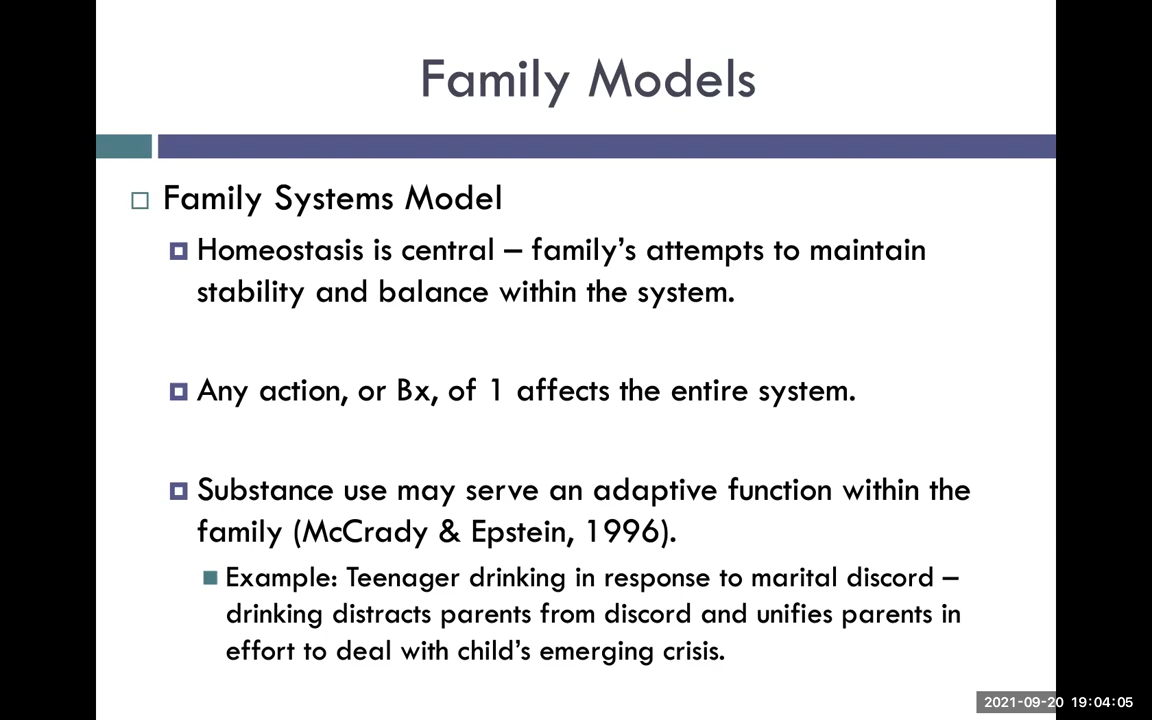 Family Models
Family Systems Model
Homeostasis is central – family’s attempts to maintain
stability and balance within the system.
Any action, or Bx, of 1 affects the entire system.
Substance use may serve an adaptive function within the
family (McCrady & Epstein, 1996).
Example: Teenager drinking in response to marital discord –
drinking distracts parents from discord and unifies parents in
effort to deal with child’s emerging crisis.
2021-09-20 19:04:05